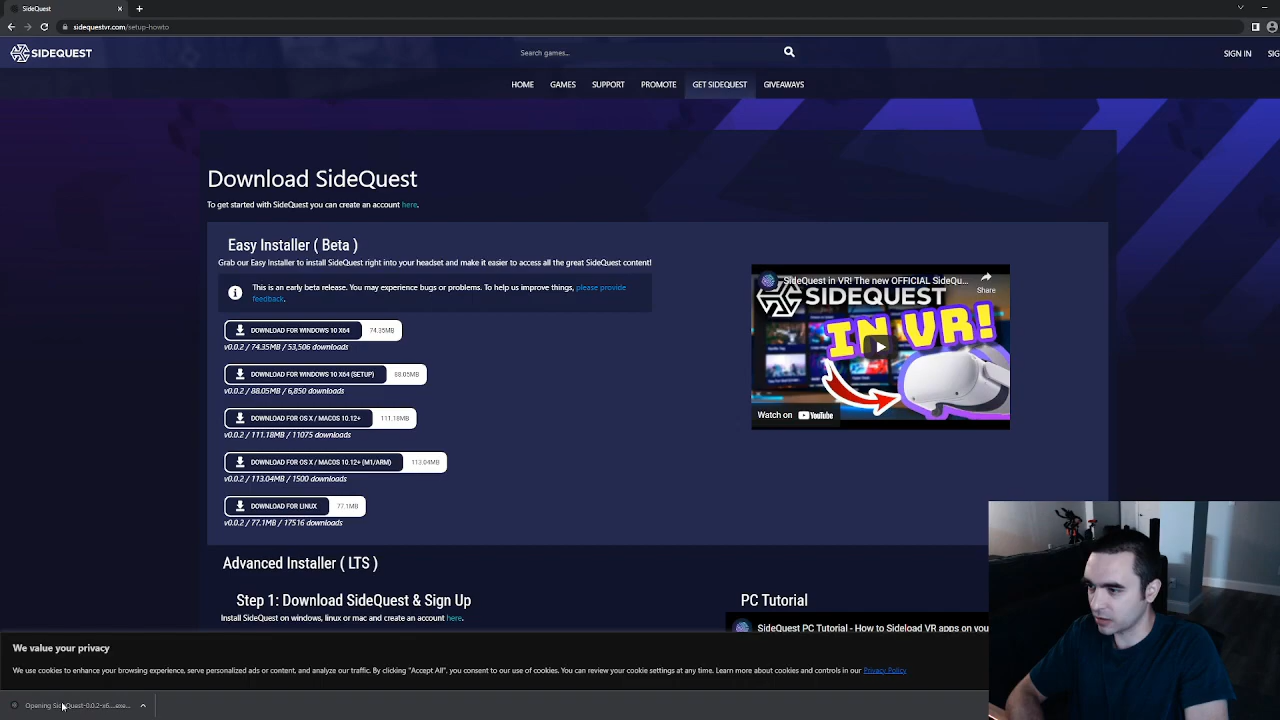 SideQuest
sidequestvr.com/setup-howto
SIDEQUEST
Search games...
SIGN IN
SIG
HOME
GAMES
SUPPORT
PROMOTE
GET SIDEQUEST
GIVEAWAYS
Download SideQuest
To get started with SideQuest you can create an account here.
Easy Installer ( Beta )
Grab our Easy Installer to install SideQuest right into your headset and make it easier to access all the great SideQuest content!
This is an early beta release. You may experience bugs or problems. To help us improve things, please provide
feedback.
DOWNLOAD FOR WINDOWS 10 X64 74.35MB
v0.0.2 / 74.35MB / 53,506 downloads
DOWNLOAD FOR WINDOWS 10 X64 (SETUP) 88.05MB
v0.0.2 / 88.05MB / 6,850 downloads
DOWNLOAD FOR OS X / MACOS 10.12+ 111.18MB
v0.0.2 / 111.18MB / 11075 downloads
DOWNLOAD FOR OS X / MACOS 10.12+ (M1/ARM) 113.04MB
v0.0.2 / 113.04MB / 1500 downloads
DOWNLOAD FOR LINUX 77.1MB
v0.0.2 / 77.1MB / 17516 downloads
SideQuest in VR! The new OFFICIAL SideQu...
Share
SIDEQUEST
IN VR!
Watch on YouTube
Advanced Installer ( LTS )
Step 1: Download SideQuest & Sign Up
Install SideQuest on windows, linux or mac and create an account here.
PC Tutorial
SideQuest PC Tutorial - How to Sideload VR apps on you
We value your privacy
We use cookies to enhance your browsing experience, serve personalized ads or content, and analyze our traffic. By clicking "Accept All", you consent to our use of cookies. You can review your cookie settings at any time. Learn more about cookies and controls in our Privacy Policy
Opening SideQuest-0.0.2-x6....exe...